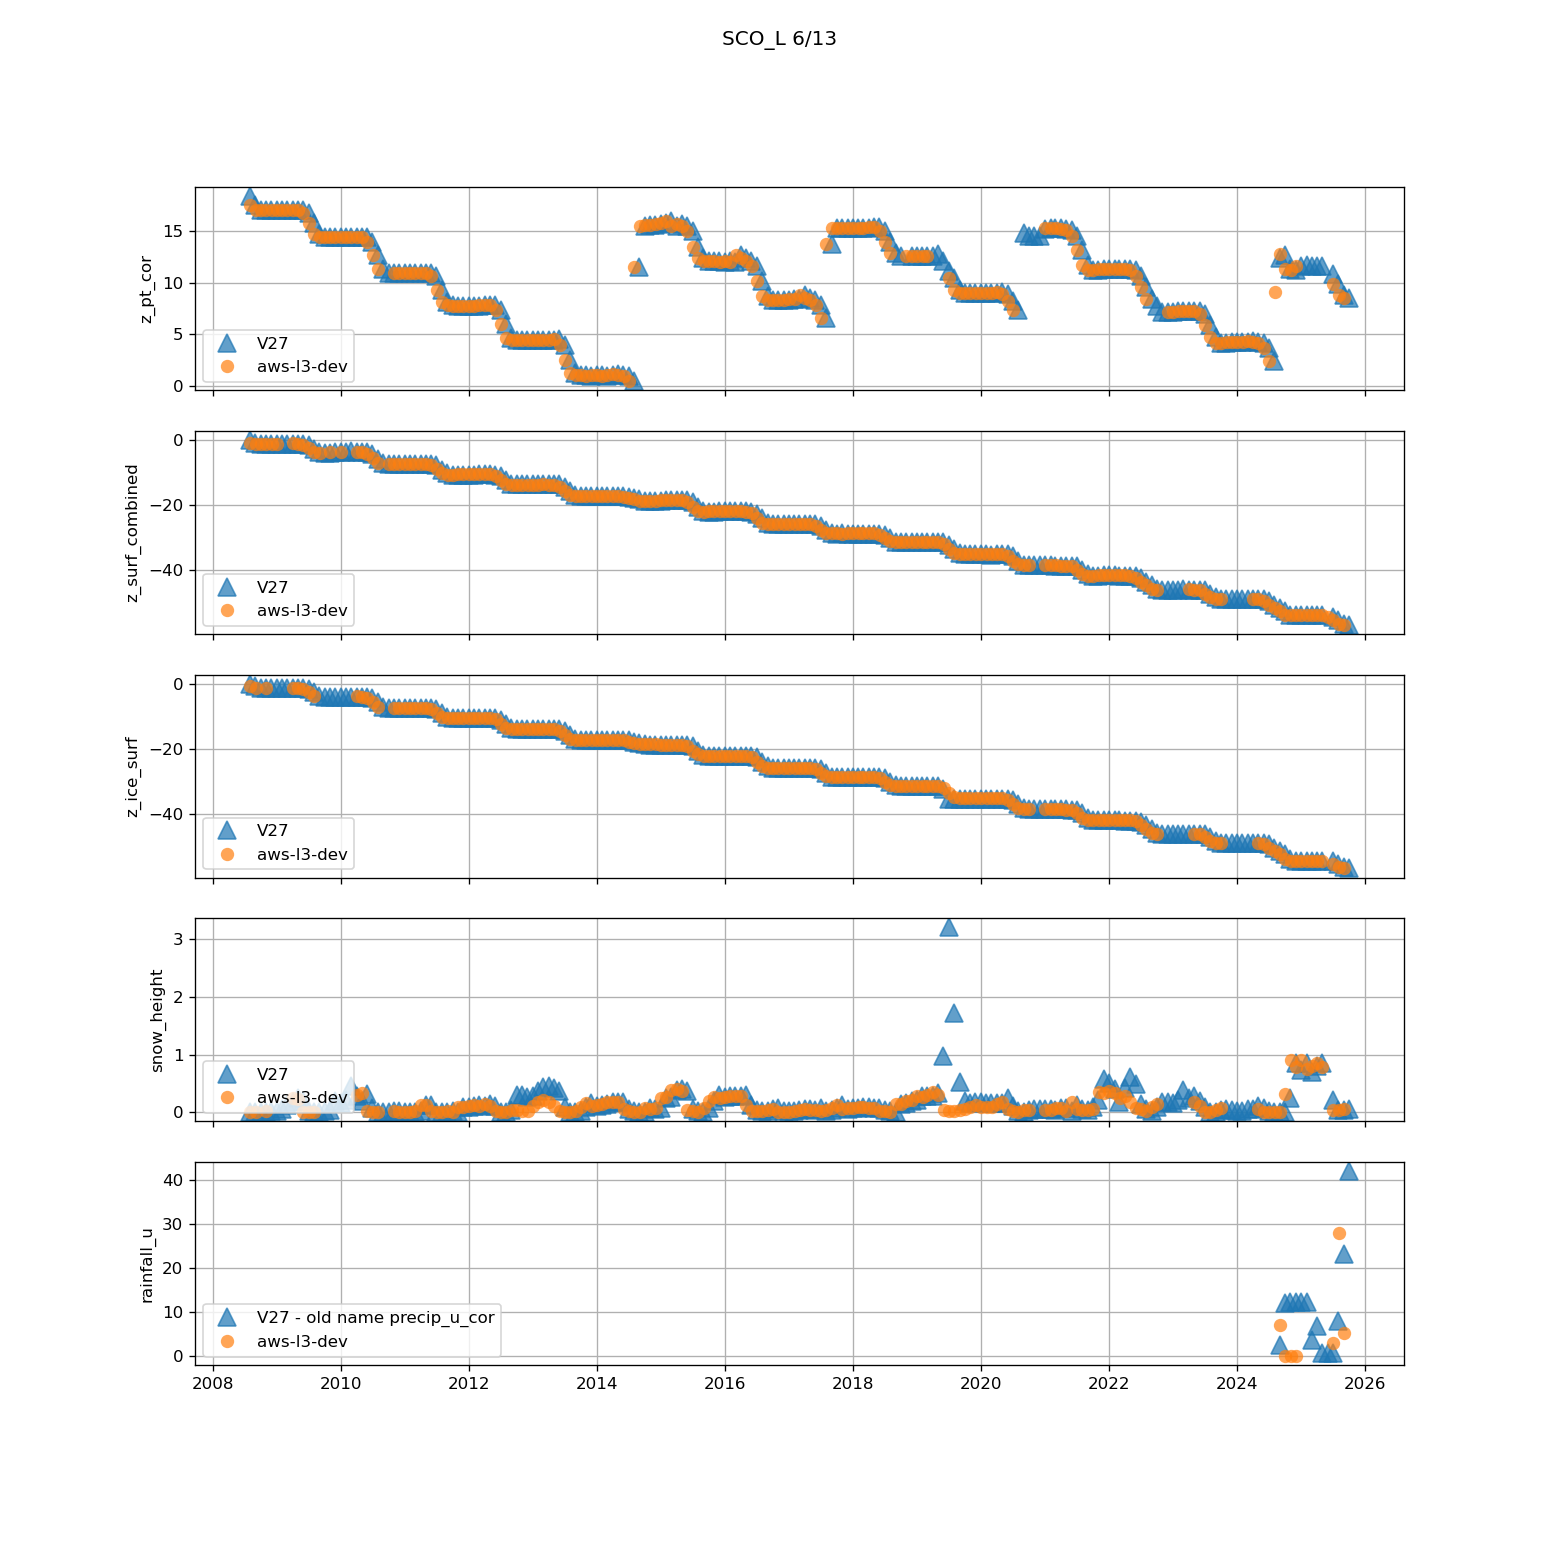 SCO_L 6/13
z_pt_cor
15
10
5
0
V27
aws-l3-dev
z_surf_combined
0
−20
−40
V27
aws-l3-dev
z_ice_surf
0
−20
−40
V27
aws-l3-dev
snow_height
3
2
1
0
V27
aws-l3-dev
rainfall_u
40
30
20
10
0
V27 - old name precip_u_cor
aws-l3-dev
2008 2010 2012 2014 2016 2018 2020 2022 2024 2026